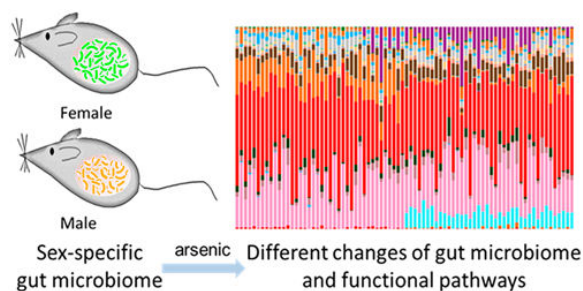 Female
Male
Sex-specific
gut microbiome
arsenic
Different changes of gut microbiome
and functional pathways